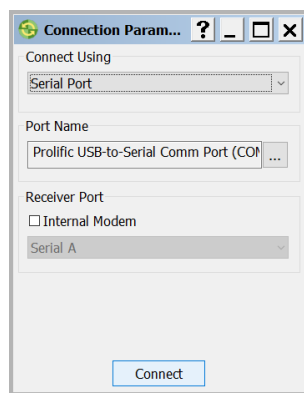 Connection Param...
Connect Using
Serial Port
Port Name
Prolific USB-to-Serial Comm Port (COM
...
Receiver Port
Internal Modem
Serial A
Connect